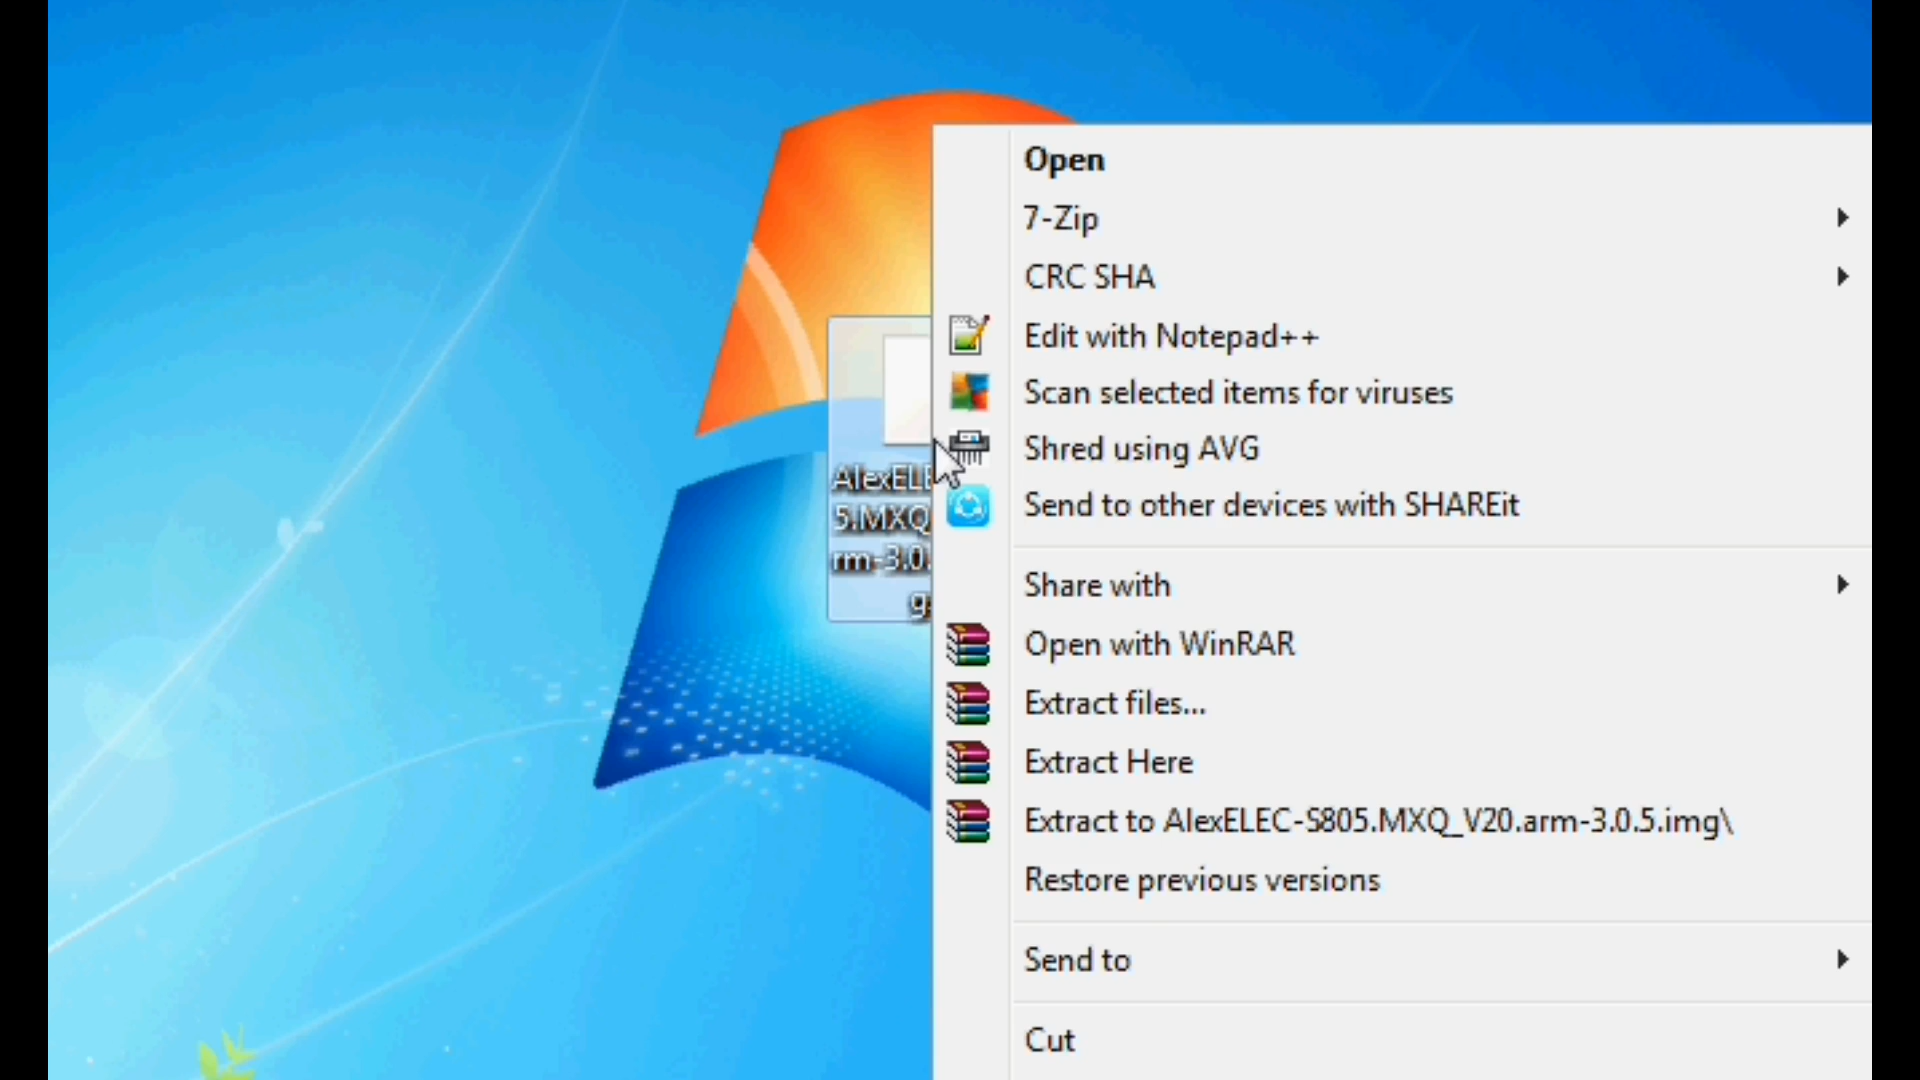 Open
7-Zip
CRC SHA
Edit with Notepad++
Scan selected items for viruses
Shred using AVG
Send to other devices with SHAREit
Share with
Open with WinRAR
Extract files...
Extract Here
Extract to AlexELEC-S805.MXQ_V20.arm-3.0.5.img\
Restore previous versions
Send to
Cut
AlexELE
5.MXQ
rm-3.0.
g